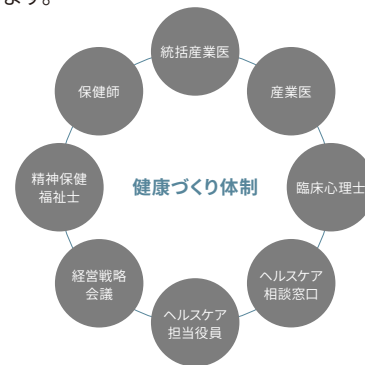 ます。
統括産業医
保健師
産業医
精神保健
福祉士
健康づくり体制
臨床心理士
経営戦略
会議
ヘルスケア
相談窓口
ヘルスケア
担当役員